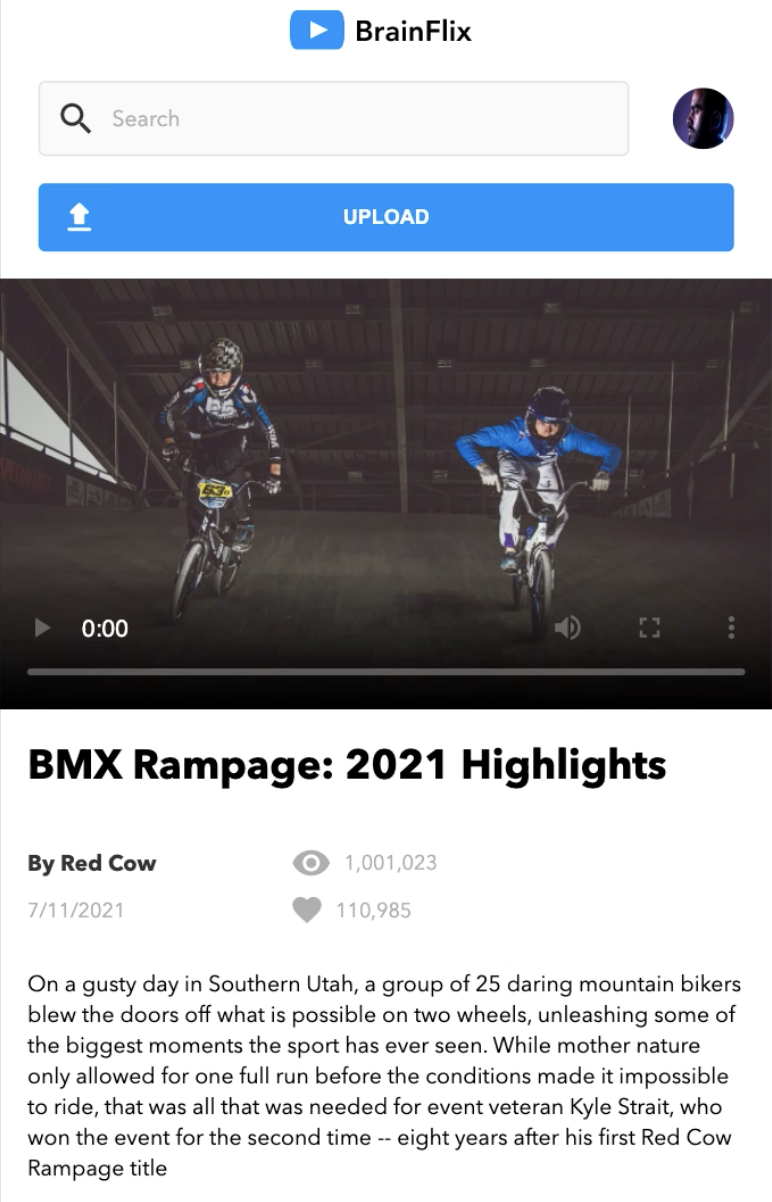 BrainFlix
Search
UPLOAD
63
0:00
BMX Rampage: 2021 Highlights
By Red Cow
1,001,023
7/11/2021
110,985
On a gusty day in Southern Utah, a group of 25 daring mountain bikers
blew the doors off what is possible on two wheels, unleashing some of
the biggest moments the sport has ever seen. While mother nature
only allowed for one full run before the conditions made it impossible
to ride, that was all that was needed for event veteran Kyle Strait, who
won the event for the second time -- eight years after his first Red Cow
Rampage title